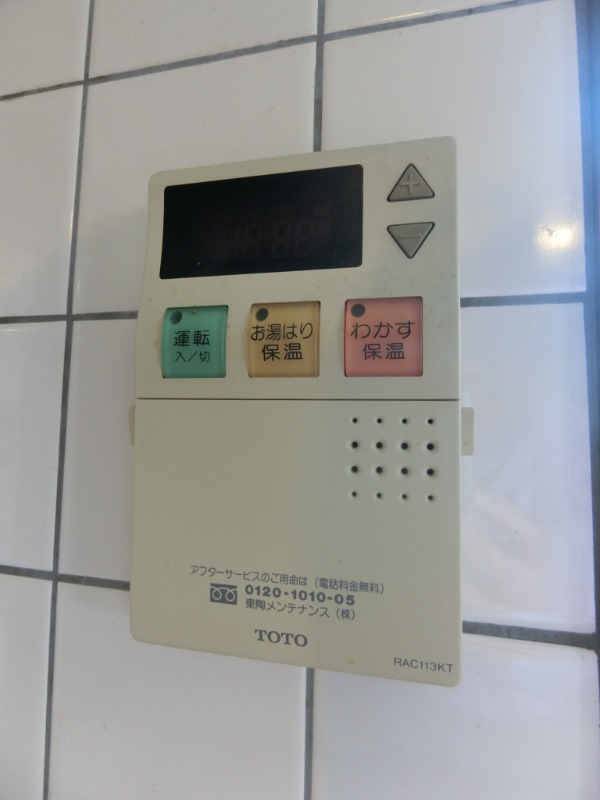 +
−
運転
入／切
お湯はり
保温
わかす
保温
アフターサービスのご用命は（電話料金無料）
0120-1010-05
東陶メンテナンス（株）
TOTO
RAC113KT